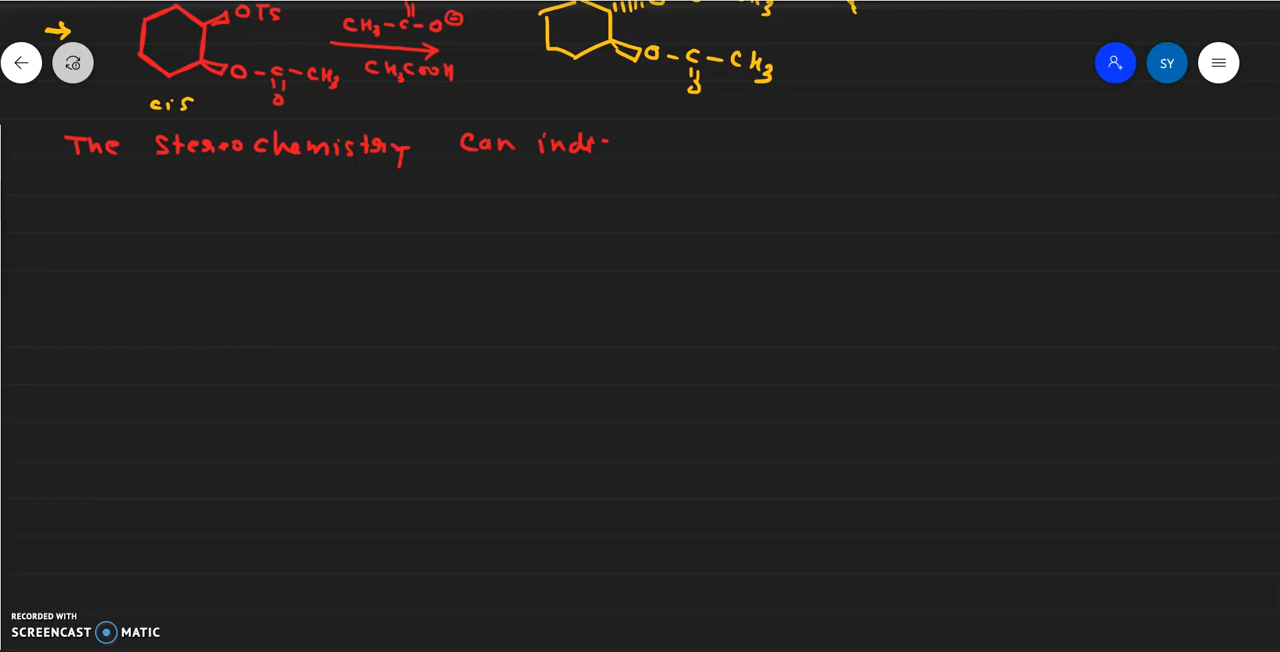 OTs
CH3-C-O⊖
CH3COOH
O-C-CH3
O
cis
O-C-CH3
SY
The Stereochemistry can indi
RECORDED WITH
SCREENCAST MATIC